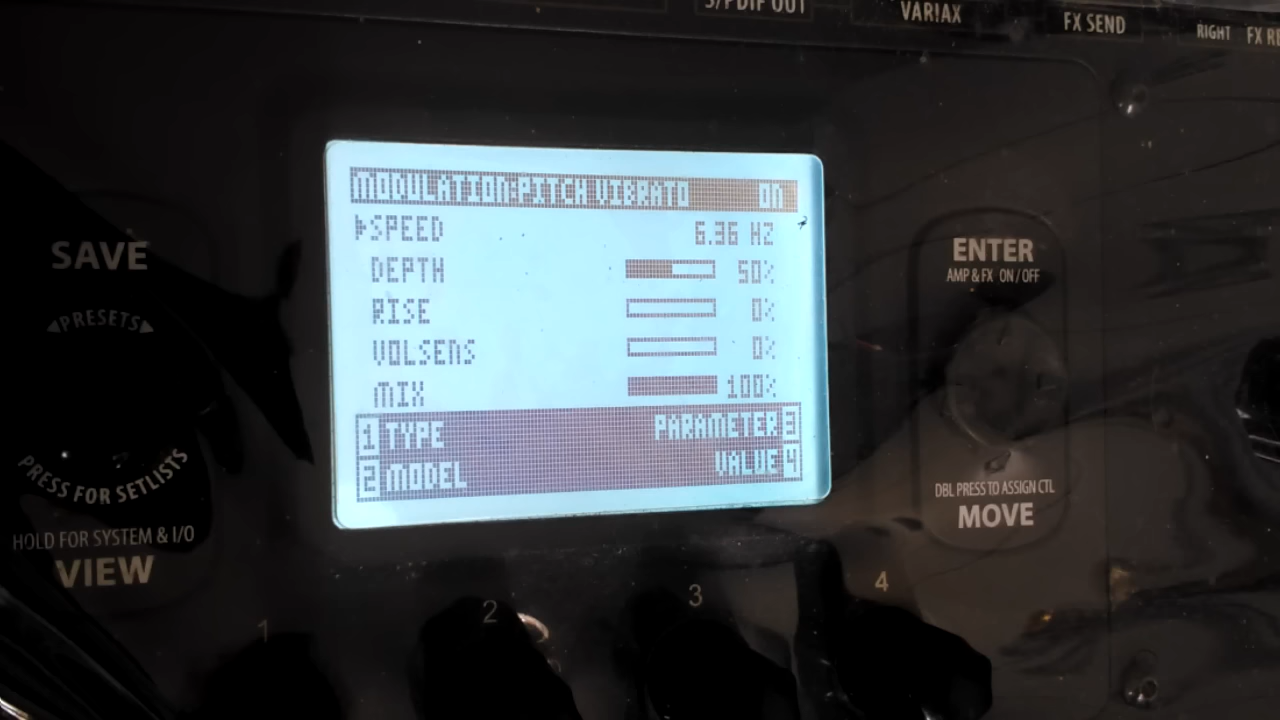 S/PDIF OUT
VARIAX
FX SEND
RIGHT FX
MODULATION:PITCH VIBRATO ON
SPEED 6.36 HZ
DEPTH 50%
RISE 0%
VOLSENS 0%
MIX 100%
1 TYPE PARAMETER 3
2 MODEL VALUE 4
SAVE
PRESETS
PRESS FOR SETLISTS
HOLD FOR SYSTEM & I/O
VIEW
ENTER
AMP & FX ON / OFF
DBL PRESS TO ASSIGN CTL
MOVE
1
2
3
4